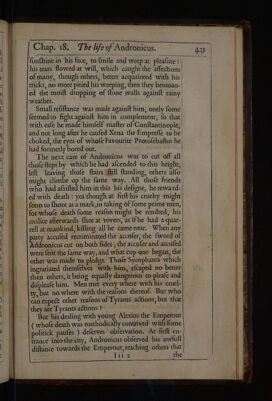 Chap. 18. The life of Andronicus. 431
sunshine in his face, to smile and weep at pleasure:
his tears flowed at will, which caught the affections
of many, though others, better acquainted with his
tricks, no more pitied his weeping, then they bemoan-
ed the moist dropping of stone walls against rainy
weather.
Small resistance was made against him, onely some
seemed to fight against him in complement, so that
with ease he made himself master of Constantinople,
and not long after he caused Xena the Empresse to be
choked, the eyes of whose Favourite Protosebastus he
had formerly bored out.
The next care of Andronicus was to cut off all
those steps by which he had ascended to this height,
lest leaving those stairs still standing, others also
might climbe up the same way. All those friends
who had assisted him in this his designe, he reward-
ed with death: yea though at first his cruelty might
seem to shoot at a mark, in taking of some prime men,
for whose death some reason might be rendred, his
malice afterwards shot at rovers, as if he had a quar-
rell at mankind, killing all he came near. When any
party accused recriminated the accuser, the sword of
Andronicus cut on both sides; the accuser and accused
were sent the same way, and what cup one began, the
other was made to pledge. Those Sycophants which
ingratiated themselves with him, escaped no better
then others, it being equally dangerous to please and
displease him. Men met every where with his cruel-
ty, but no where with the reasons thereof. But who
can expect other reasons of Tyrants actions, but that
they are Tyrants actions?
But his dealing with young Alexius the Emperour
(whose death was methodically contrived with some
politick pauses) deserves observation. At first en-
trance into the city, Andronicus observed his awfull
distance towards the Emperour, teaching others that
Iii 2 the